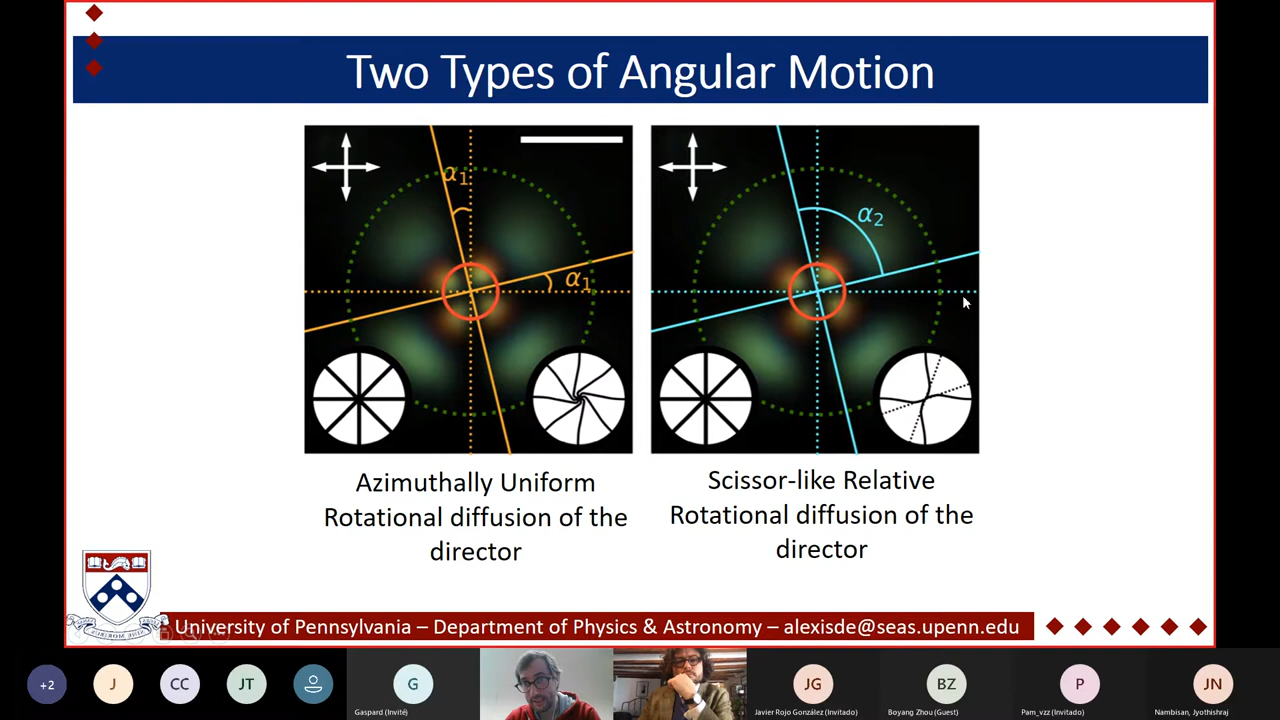 Two Types of Angular Motion
α1
α1
α2
Azimuthally Uniform
Rotational diffusion of the
director
Scissor-like Relative
Rotational diffusion of the
director
University of Pennsylvania – Department of Physics & Astronomy – alexisde@seas.upenn.edu
+2
J
CC
JT
G
JG
BZ
P
JN
Gaspard (Invité)
Javier Rojo González (Invitado)
Boyang Zhou (Guest)
Pam_vzz (Invitado)
Nambisan, Jyothishraj